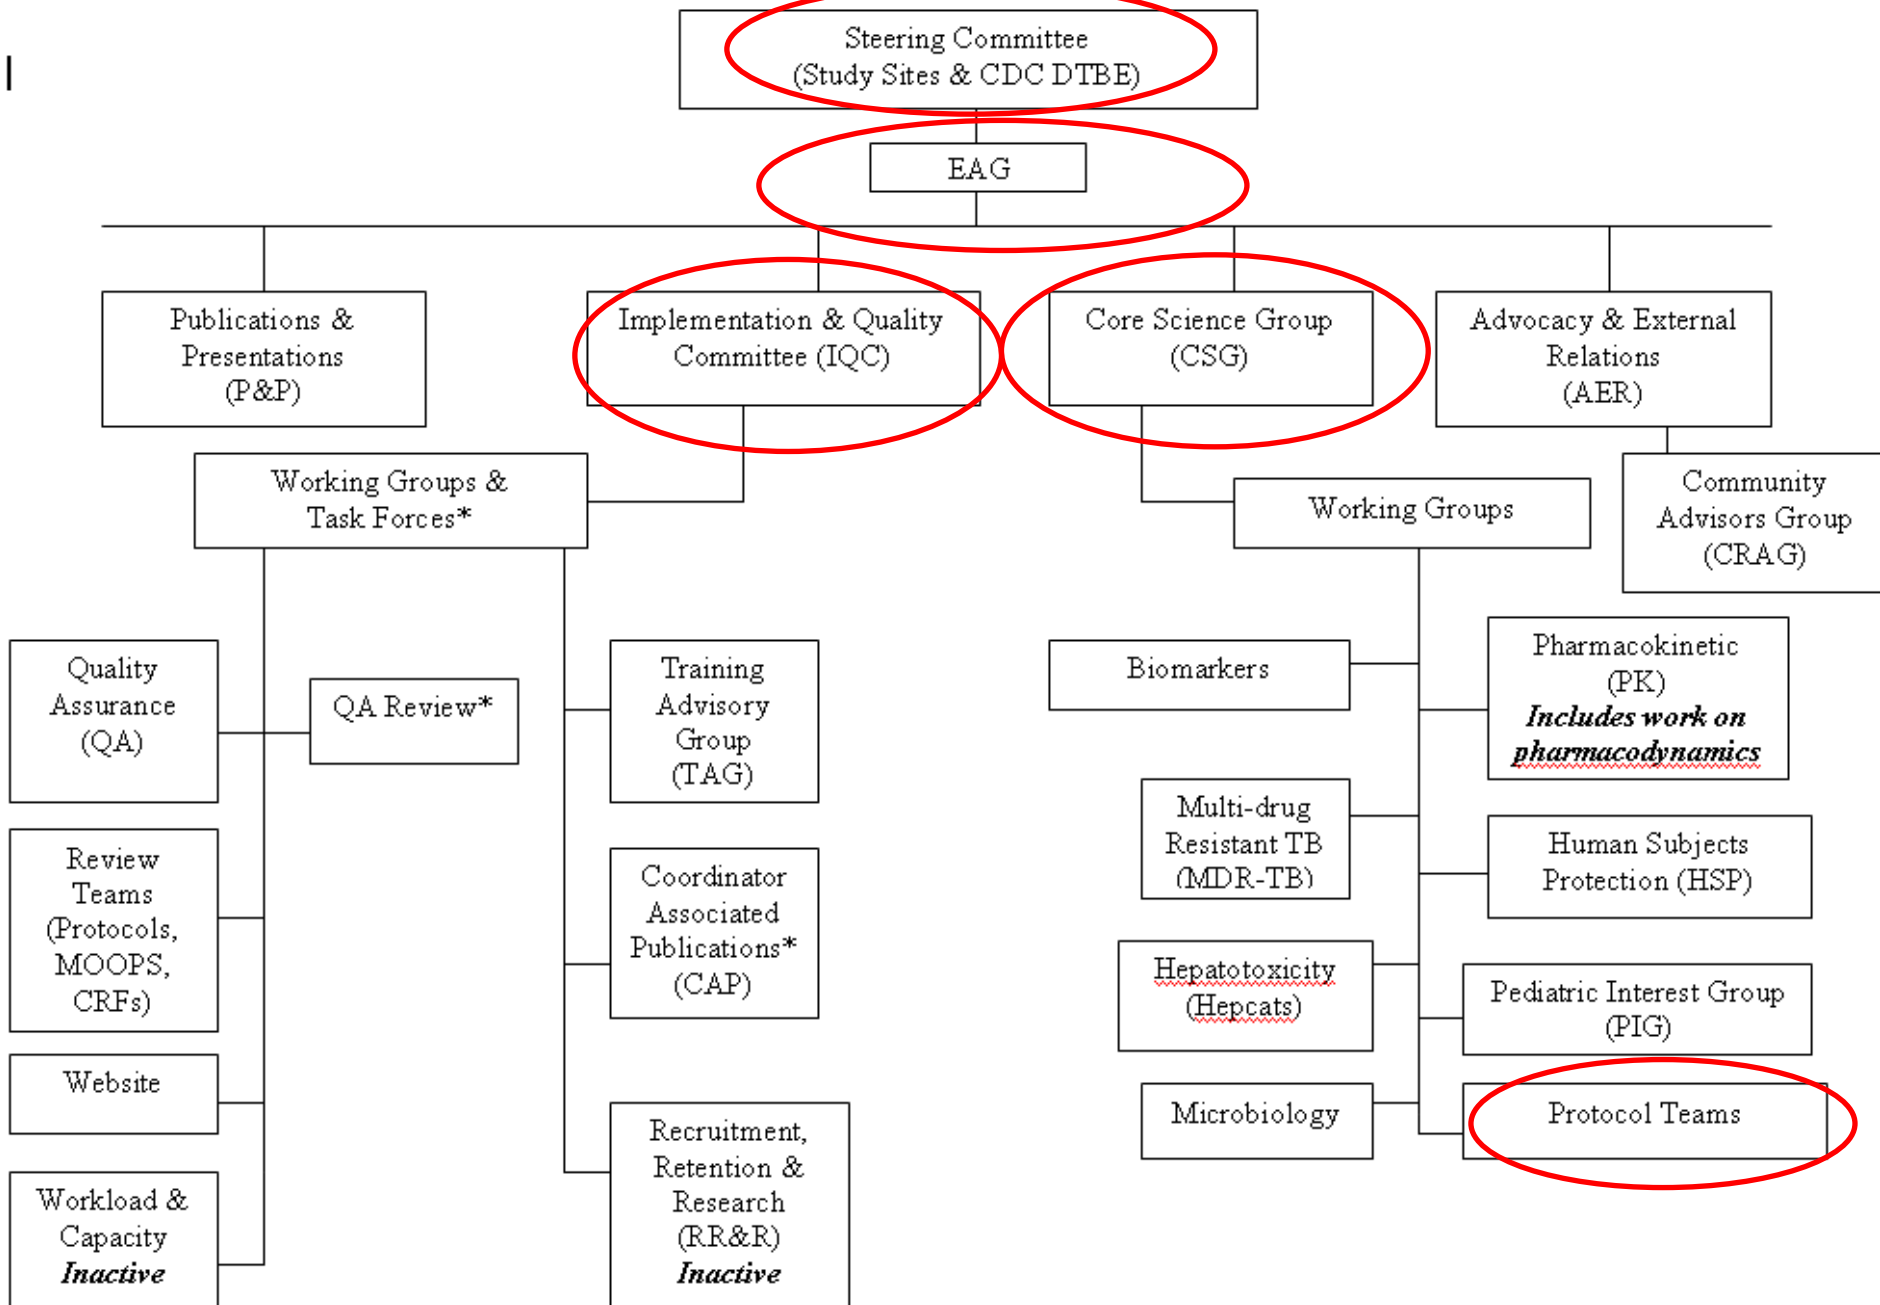 Steering Committee
(Study Sites & CDC DTBE)
EAG
Publications &
Presentations
(P&P)
Implementation & Quality
Committee (IQC)
Core Science Group
(CSG)
Advocacy & External
Relations
(AER)
Working Groups &
Task Forces*
Working Groups
Community
Advisors Group
(CRAG)
Quality
Assurance
(QA)
QA Review*
Training
Advisory
Group
(TAG)
Biomarkers
Pharmacokinetic
(PK)
Includes work on
pharmacodynamics
Review
Teams
(Protocols,
MOOPS,
CRFs)
Coordinator
Associated
Publications*
(CAP)
Multi-drug
Resistant TB
(MDR-TB)
Human Subjects
Protection (HSP)
Hepatotoxicity
(Hepcats)
Pediatric Interest Group
(PIG)
Website
Microbiology
Protocol Teams
Workload &
Capacity
Inactive
Recruitment,
Retention &
Research
(RR&R)
Inactive